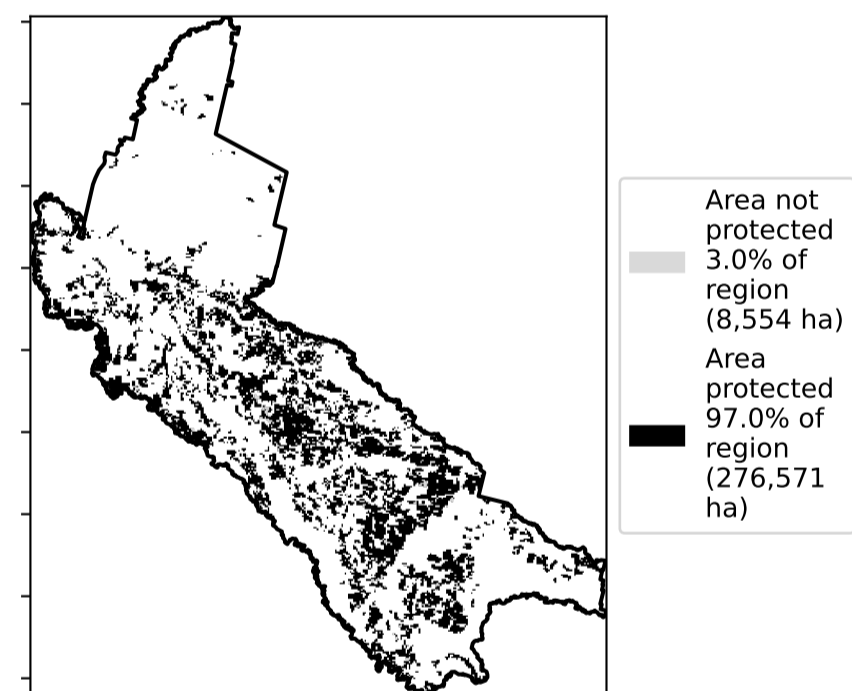 Area not
protected
3.0% of
region
(8,554 ha)
Area
protected
97.0% of
region
(276,571
ha)